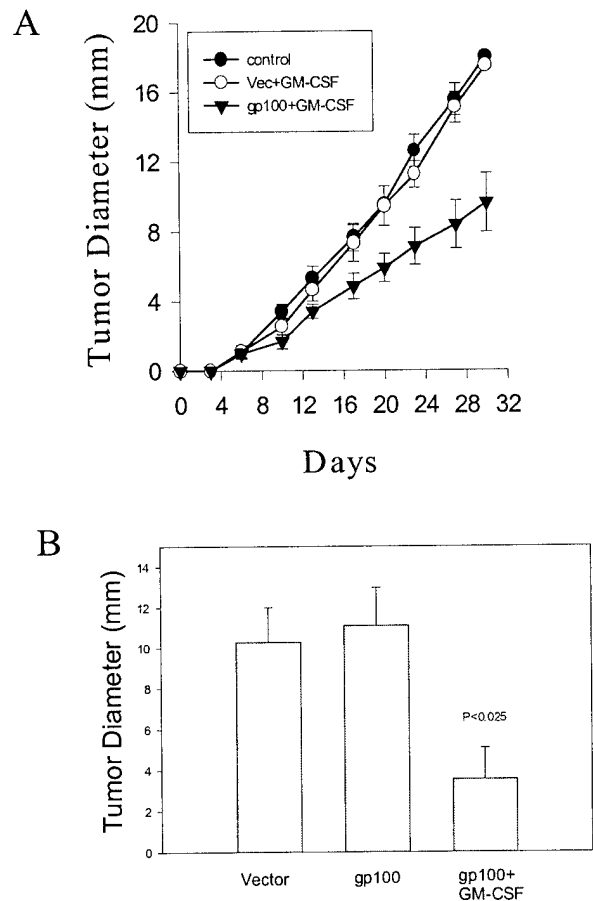 A
Tumor Diameter (mm)
20
16
12
8
4
0
control
Vec+GM-CSF
gp100+GM-CSF
0 4 8 12 16 20 24 28 32
Days
B
Tumor Diameter (mm)
14
12
10
8
6
4
2
0
P<0.025
Vector gp100 gp100+
GM-CSF